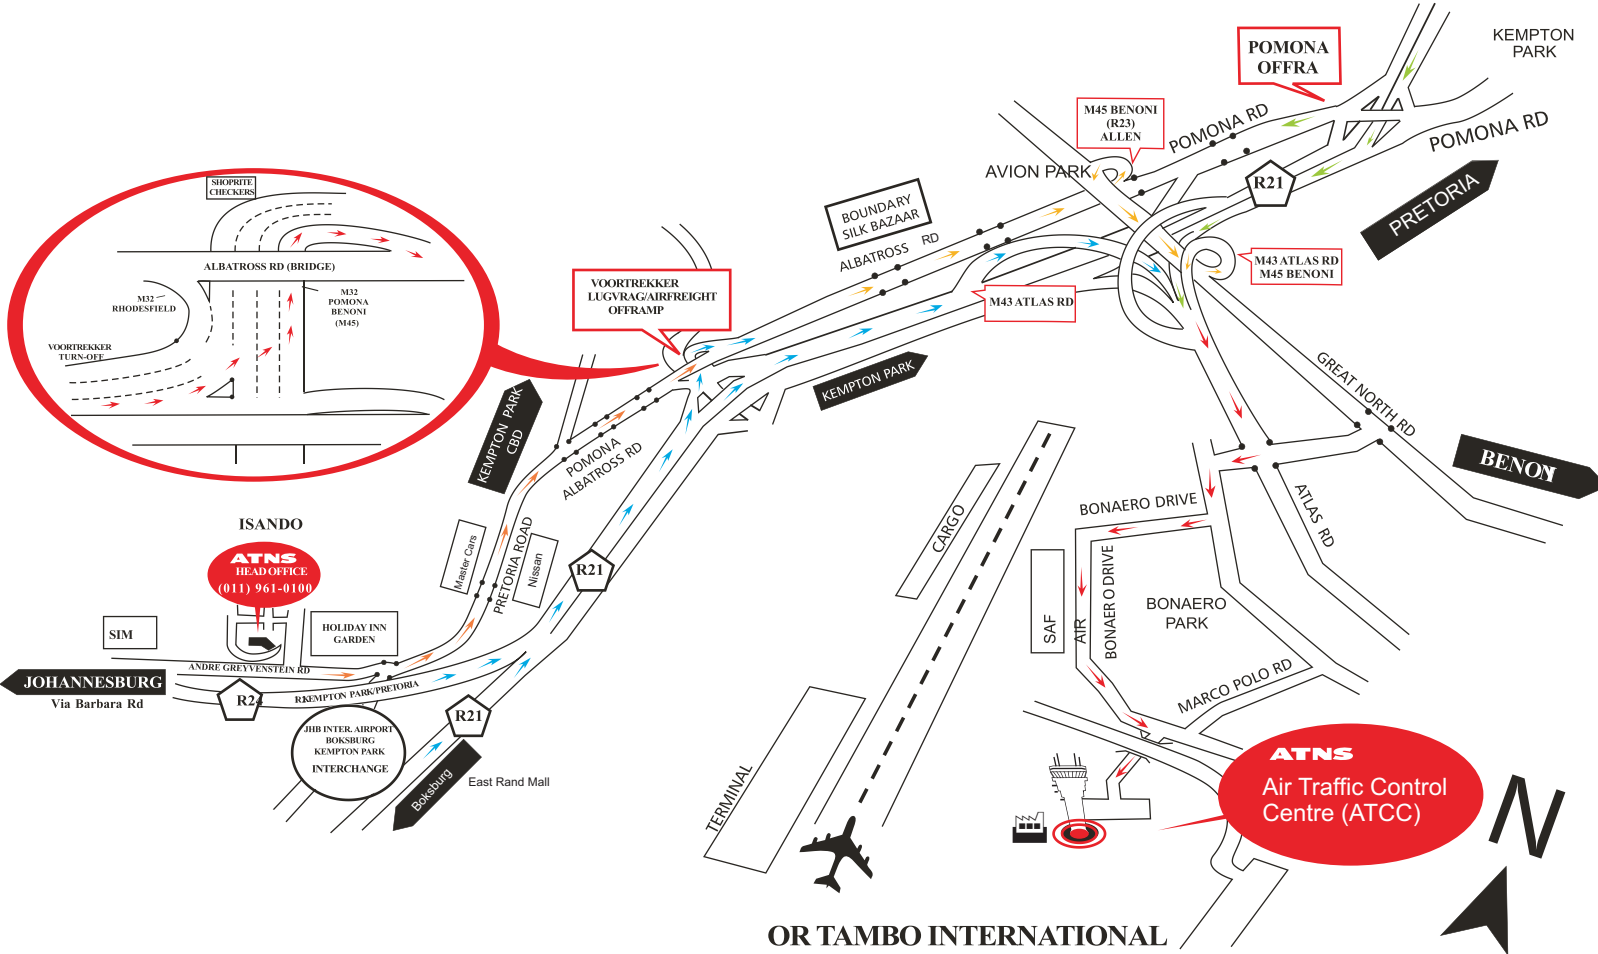 KEMPTON
PARK
POMONA
OFFRA
M45 BENONI
(R23)
ALLEN
POMONA RD
POMONA RD
AVION PARK
R21
PRETORIA
SHOPRITE
CHECKERS
ALBATROSS RD (BRIDGE)
M32
RHODESFIELD
M32
POMONA
BENONI
(M45)
VOORTREKKER
TURN-OFF
BOUNDARY
SILK BAZAAR
ALBATROSS RD
M43 ATLAS RD
M45 BENONI
VOORTREKKER
LUGVRAG/AIRFREIGHT
OFFRAMP
M43 ATLAS RD
KEMPTON PARK
GREAT NORTH RD
KEMPTON PARK
CBD
POMONA
ALBATROSS RD
BENONI
ATLAS RD
BONAERO DRIVE
CARGO
ISANDO
ATNS
HEAD OFFICE
(011) 961-0100
Master Cars
PRETORIA ROAD
Nissan
R21
SAF
AIR
BONAERO DRIVE
BONAERO
PARK
SIM
HOLIDAY INN
GARDEN
ANDRE GREYVENSTEIN RD
JOHANNESBURG
Via Barbara Rd
R24
KEMPTON PARK/PRETORIA
R21
MARCO POLO RD
JHB INTER. AIRPORT
BOKSBURG
KEMPTON PARK
INTERCHANGE
Boksburg
East Rand Mall
TERMINAL
ATNS
Air Traffic Control
Centre (ATCC)
N
OR TAMBO INTERNATIONAL